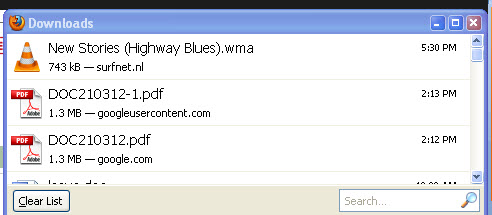 Downloads
New Stories (Highway Blues).wma 5:30 PM
743 kB — surfnet.nl
DOC210312-1.pdf 2:13 PM
PDF
Adobe
1.3 MB — googleusercontent.com
DOC210312.pdf 2:12 PM
PDF
Adobe
1.3 MB — google.com
Clear List
Search...